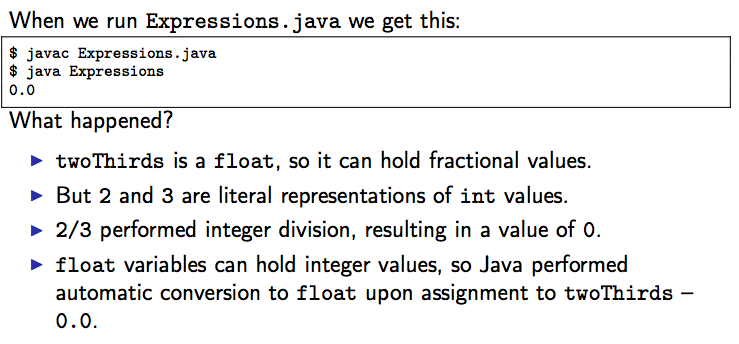 When we run Expressions.java we get this:
$ javac Expressions.java
$ java Expressions
0.0
What happened?
▶ twoThirds is a float, so it can hold fractional values.
▶ But 2 and 3 are literal representations of int values.
▶ 2/3 performed integer division, resulting in a value of 0.
▶ float variables can hold integer values, so Java performed
automatic conversion to float upon assignment to twoThirds –
0.0.